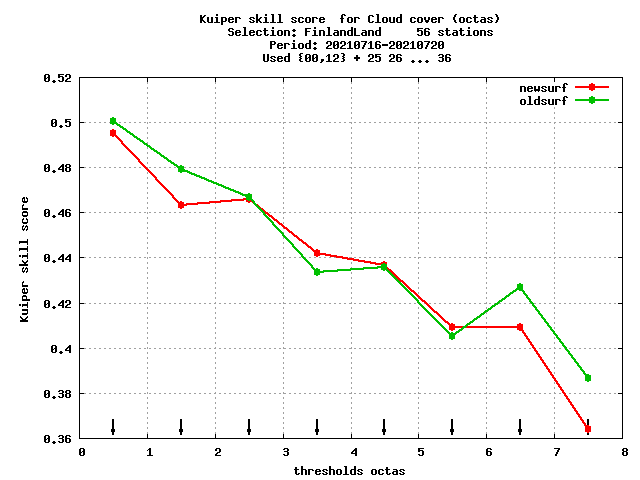 Kuiper skill score  for Cloud cover (octas)
Selection: FinlandLand     56 stations
Period: 20210716-20210720
Used {00,12} + 25 26 ... 36
newsurf
oldsurf
0.52
0.5
0.48
0.46
0.44
0.42
0.4
0.38
0.36
Kuiper skill score
0 1 2 3 4 5 6 7 8
thresholds octas